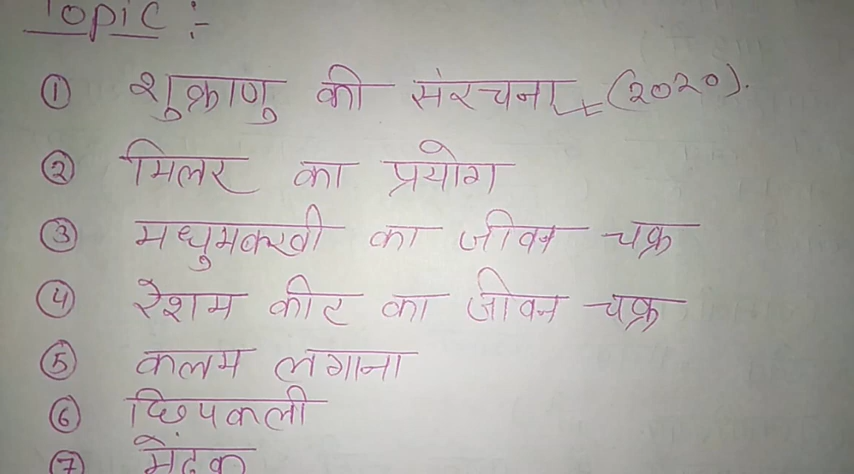 Topic :-
① शुक्राणु की संरचना (२०२०).
② मिलर का प्रयोग
③ मधुमक्खी का जीवन चक्र
④ रेशम कीट का जीवन चक्र
⑤ कलम लगाना
⑥ छिपकली
⑦ मेंढक